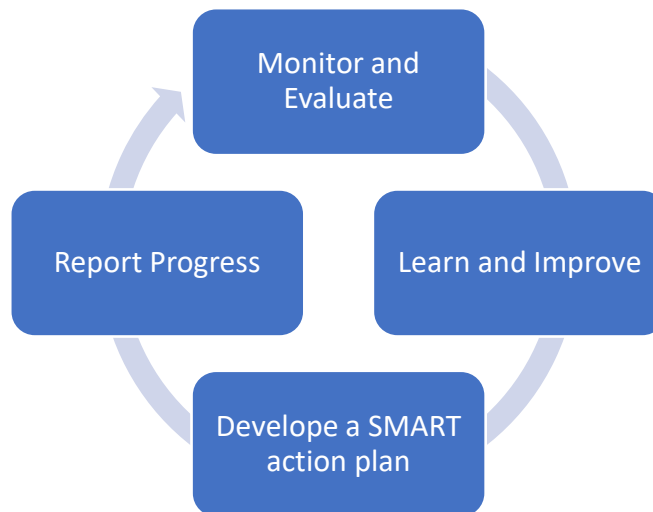 Monitor and
Evaluate
Report Progress
Learn and Improve
Develope a SMART
action plan